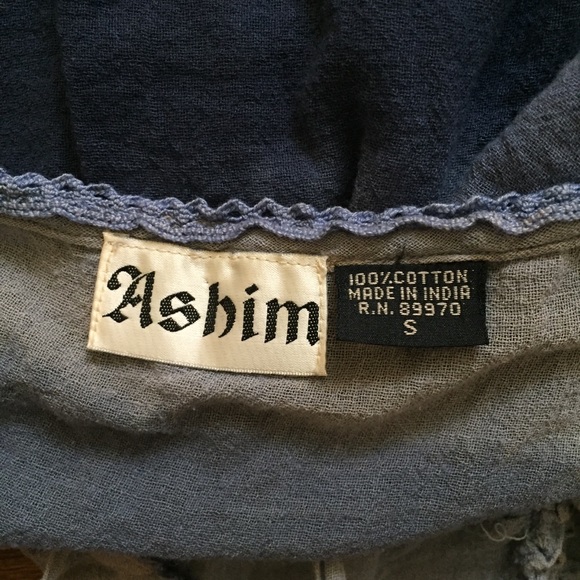 Ashim
100% COTTON
MADE IN INDIA
R.N. 89970
S